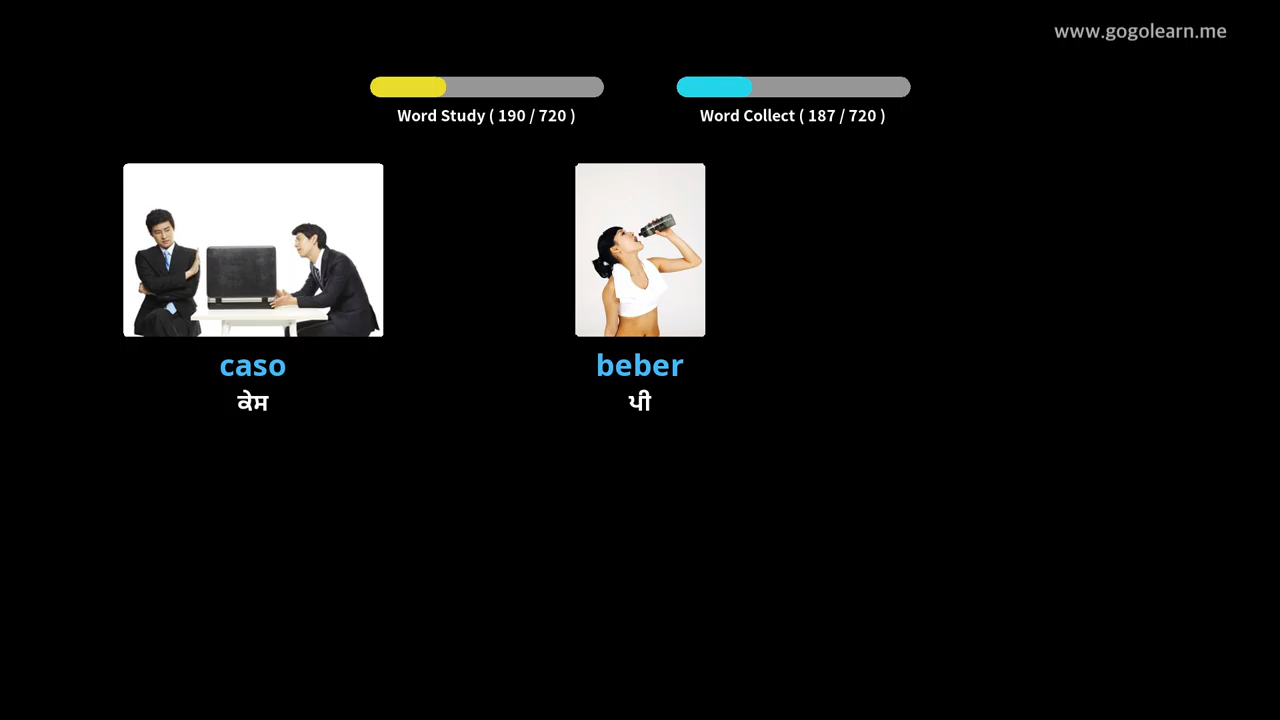 www.gogolearn.me
Word Study ( 190 / 720 )
Word Collect ( 187 / 720 )
caso
ਕੇਸ
beber
ਪੀ